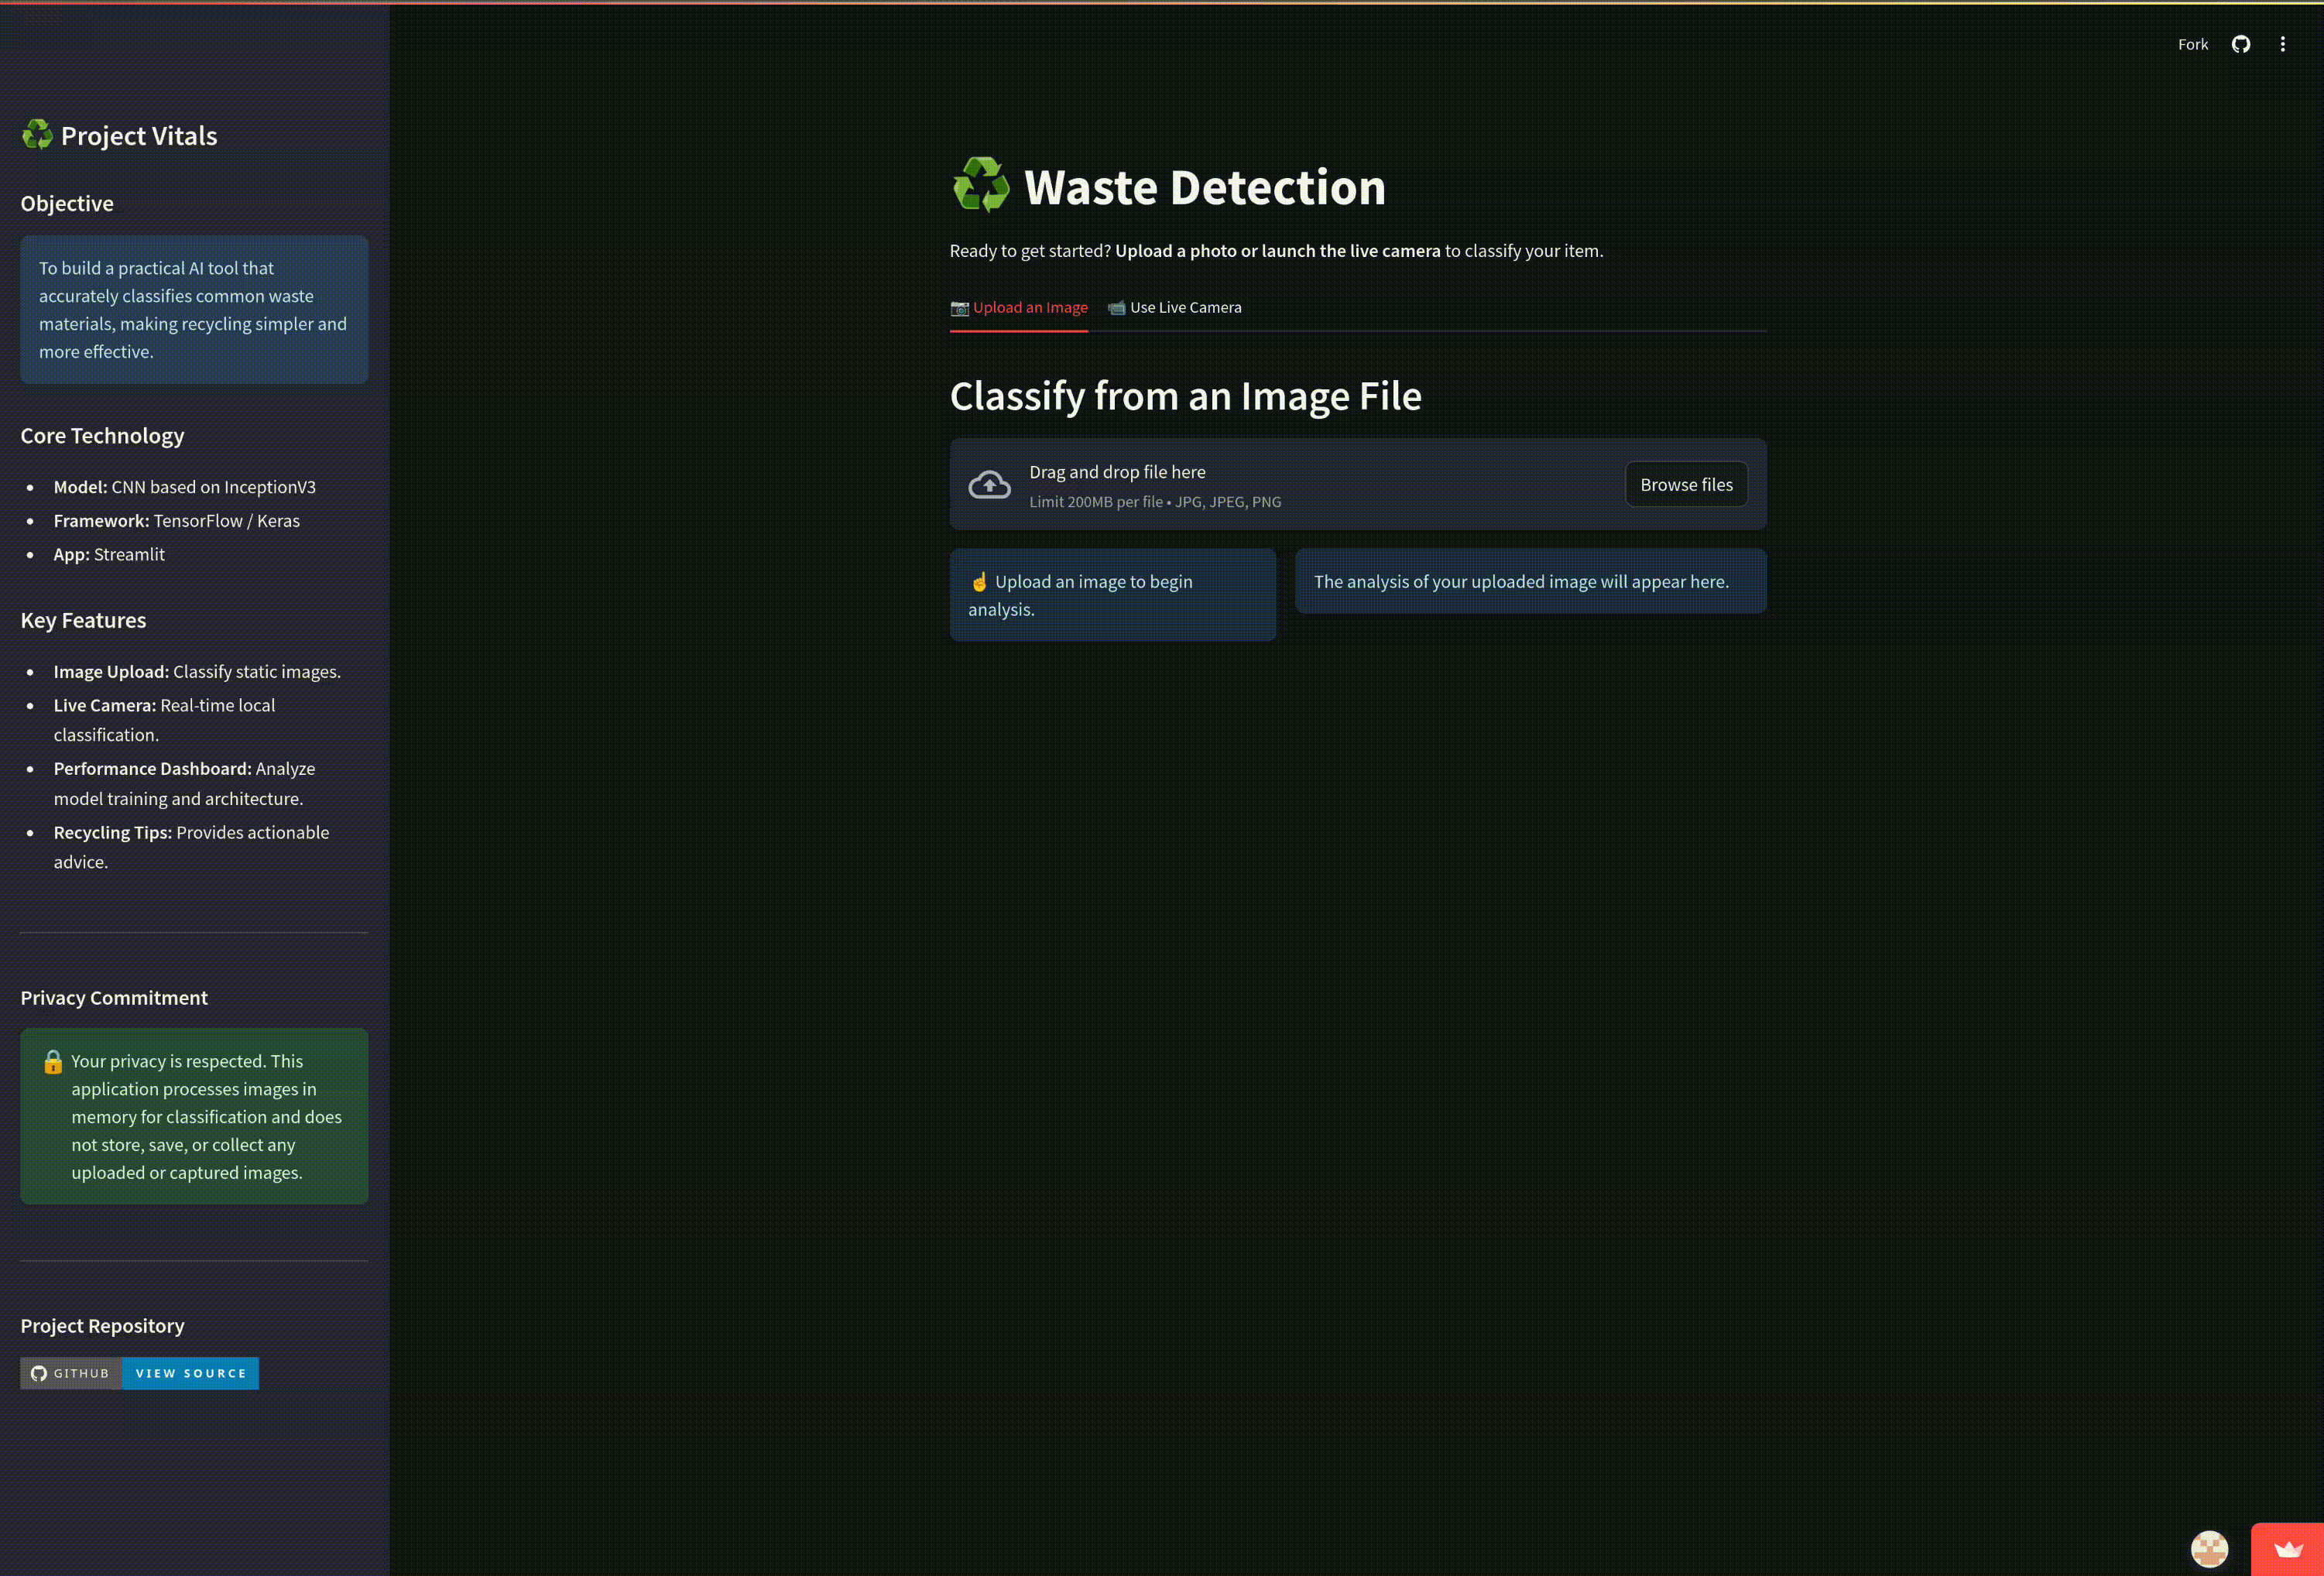 Fork
♻️ Project Vitals
Objective
To build a practical AI tool that
accurately classifies common waste
materials, making recycling simpler and
more effective.
Core Technology
• Model: CNN based on InceptionV3
• Framework: TensorFlow / Keras
• App: Streamlit
Key Features
• Image Upload: Classify static images.
• Live Camera: Real-time local
classification.
• Performance Dashboard: Analyze
model training and architecture.
• Recycling Tips: Provides actionable
advice.
Privacy Commitment
🔒 Your privacy is respected. This
application processes images in
memory for classification and does
not store, save, or collect any
uploaded or captured images.
Project Repository
GITHUB VIEW SOURCE
♻️ Waste Detection
Ready to get started? Upload a photo or launch the live camera to classify your item.
📷 Upload an Image 📹 Use Live Camera
Classify from an Image File
Drag and drop file here
Limit 200MB per file • JPG, JPEG, PNG
Browse files
☝️ Upload an image to begin
analysis.
The analysis of your uploaded image will appear here.